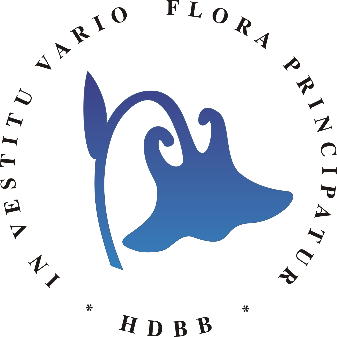 IN VESTITU VARIO FLORA PRINCIPATUR
* HDBB *